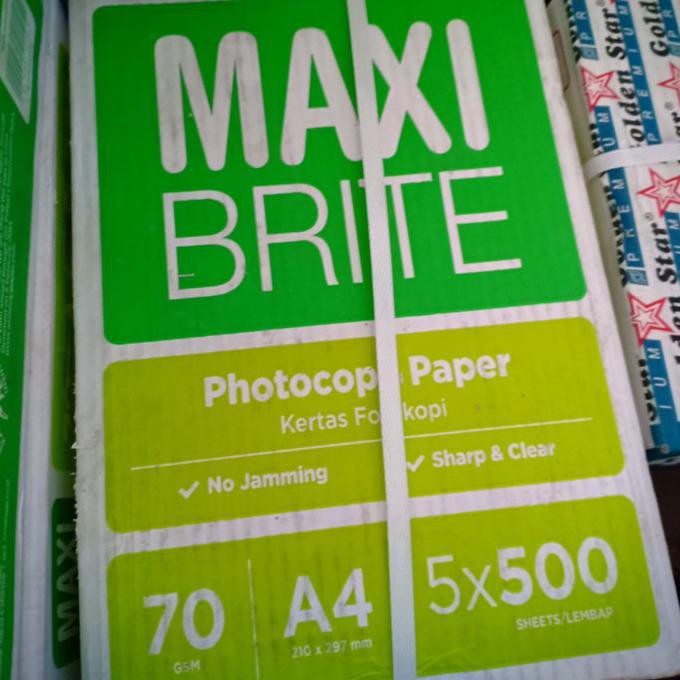 MAXI
BRITE
Photocop Paper
Kertas Fo kopi
No Jamming
Sharp & Clear
70
GSM
A4
210 x 297 mm
5x500
SHEETS/LEMBAR
MAXI
Golden Star®
PREMIUM